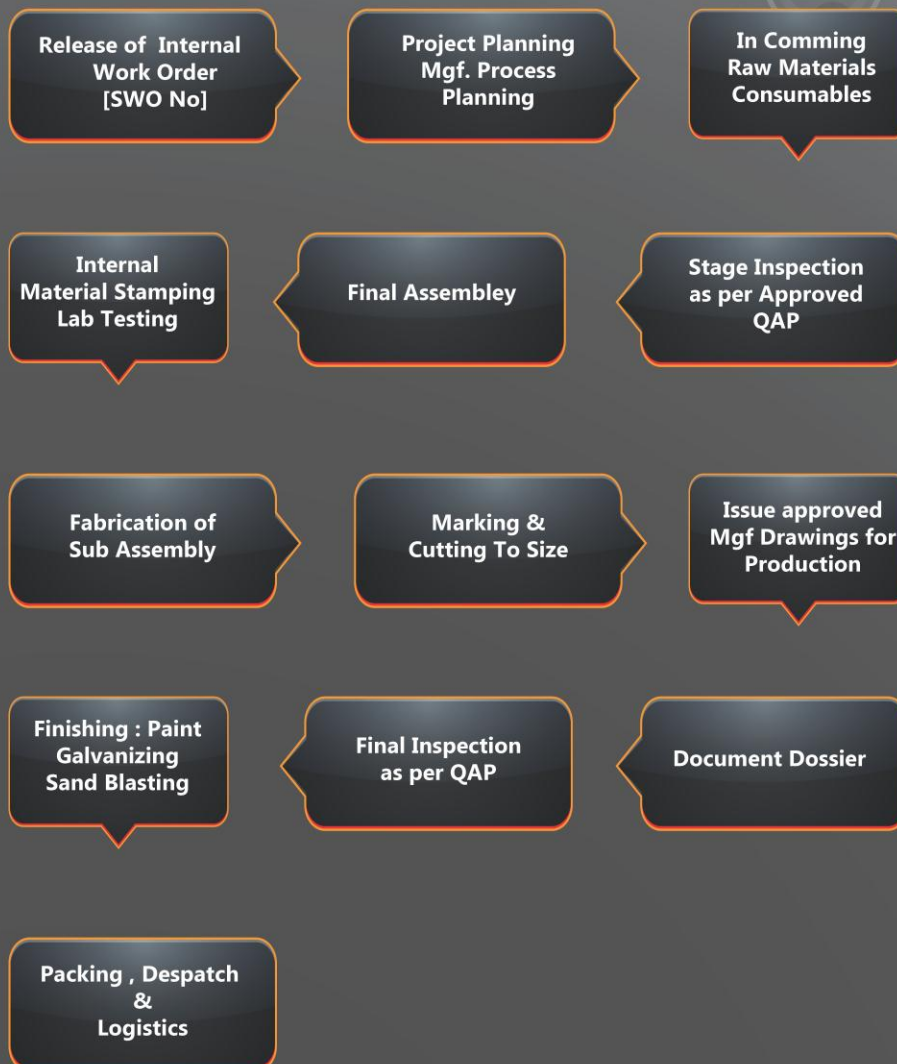 Release of Internal
Work Order
[SWO No]
Project Planning
Mgf. Process
Planning
In Comming
Raw Materials
Consumables
Internal
Material Stamping
Lab Testing
Final Assembley
Stage Inspection
as per Approved
QAP
Fabrication of
Sub Assembly
Marking &
Cutting To Size
Issue approved
Mgf Drawings for
Production
Finishing : Paint
Galvanizing
Sand Blasting
Final Inspection
as per QAP
Document Dossier
Packing , Despatch
&
Logistics